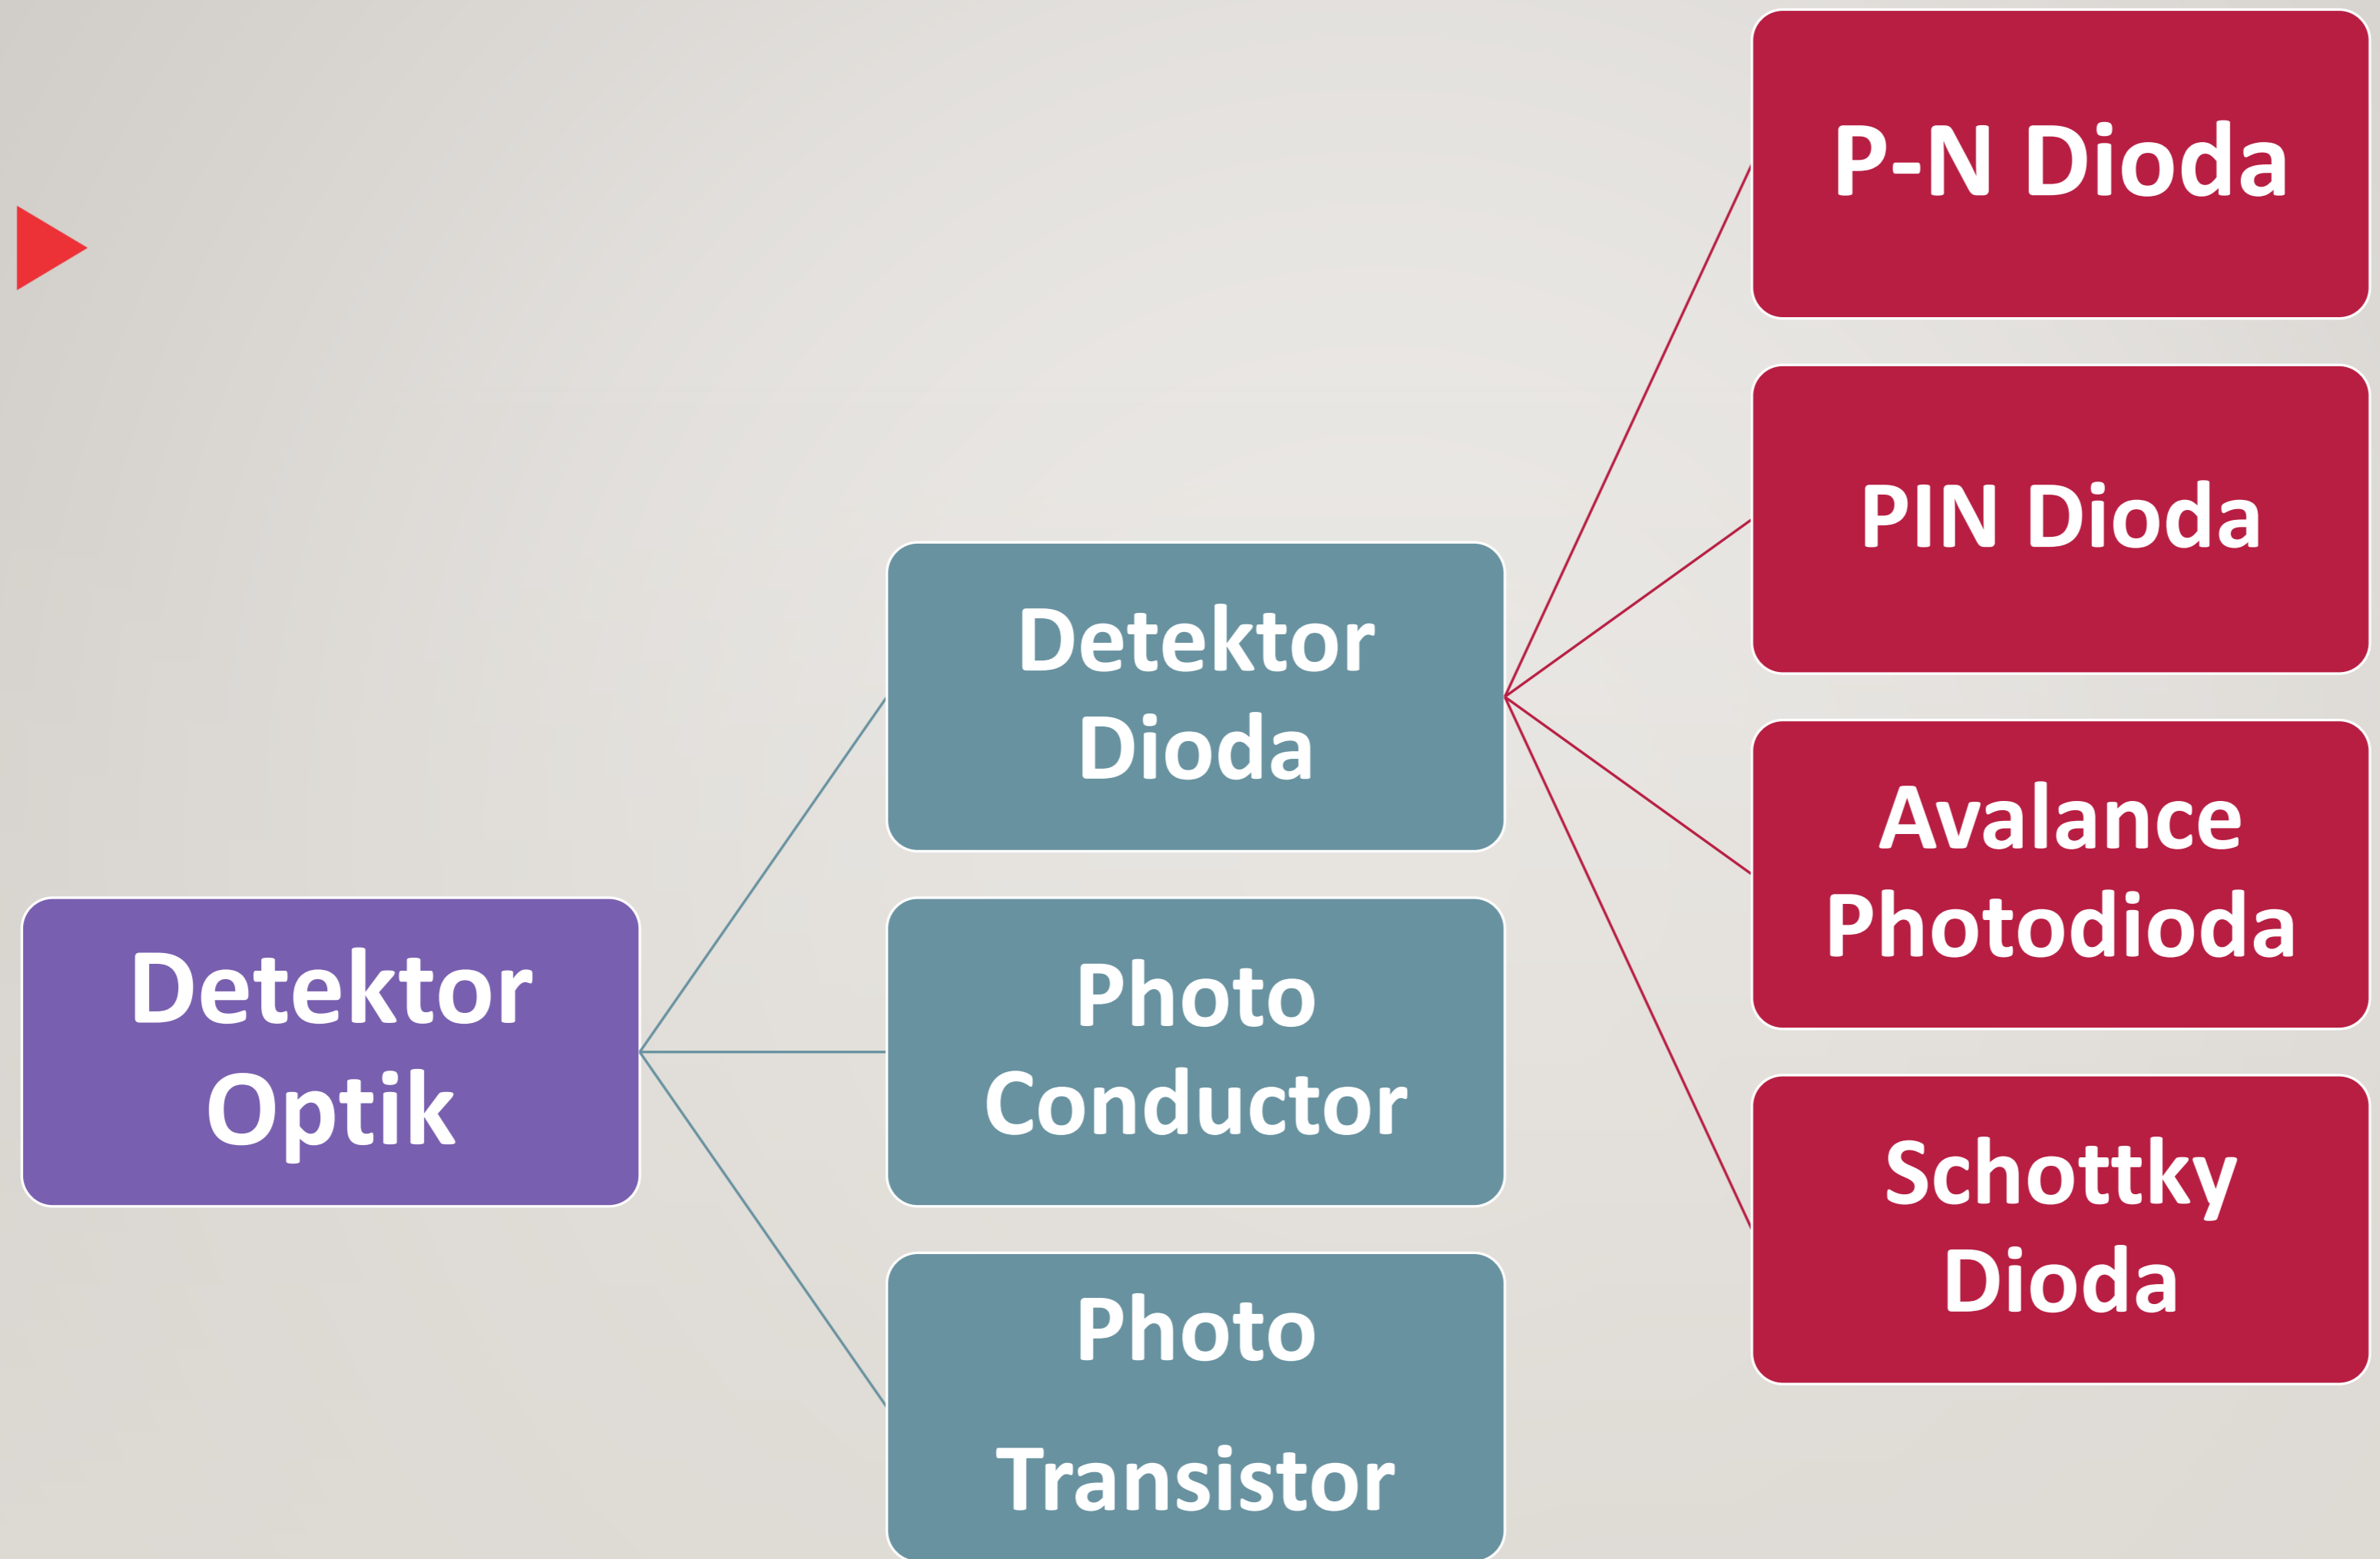 Detektor
Optik
Detektor
Dioda
Photo
Conductor
Photo
Transistor
P-N Dioda
PIN Dioda
Avalance
Photodioda
Schottky
Dioda